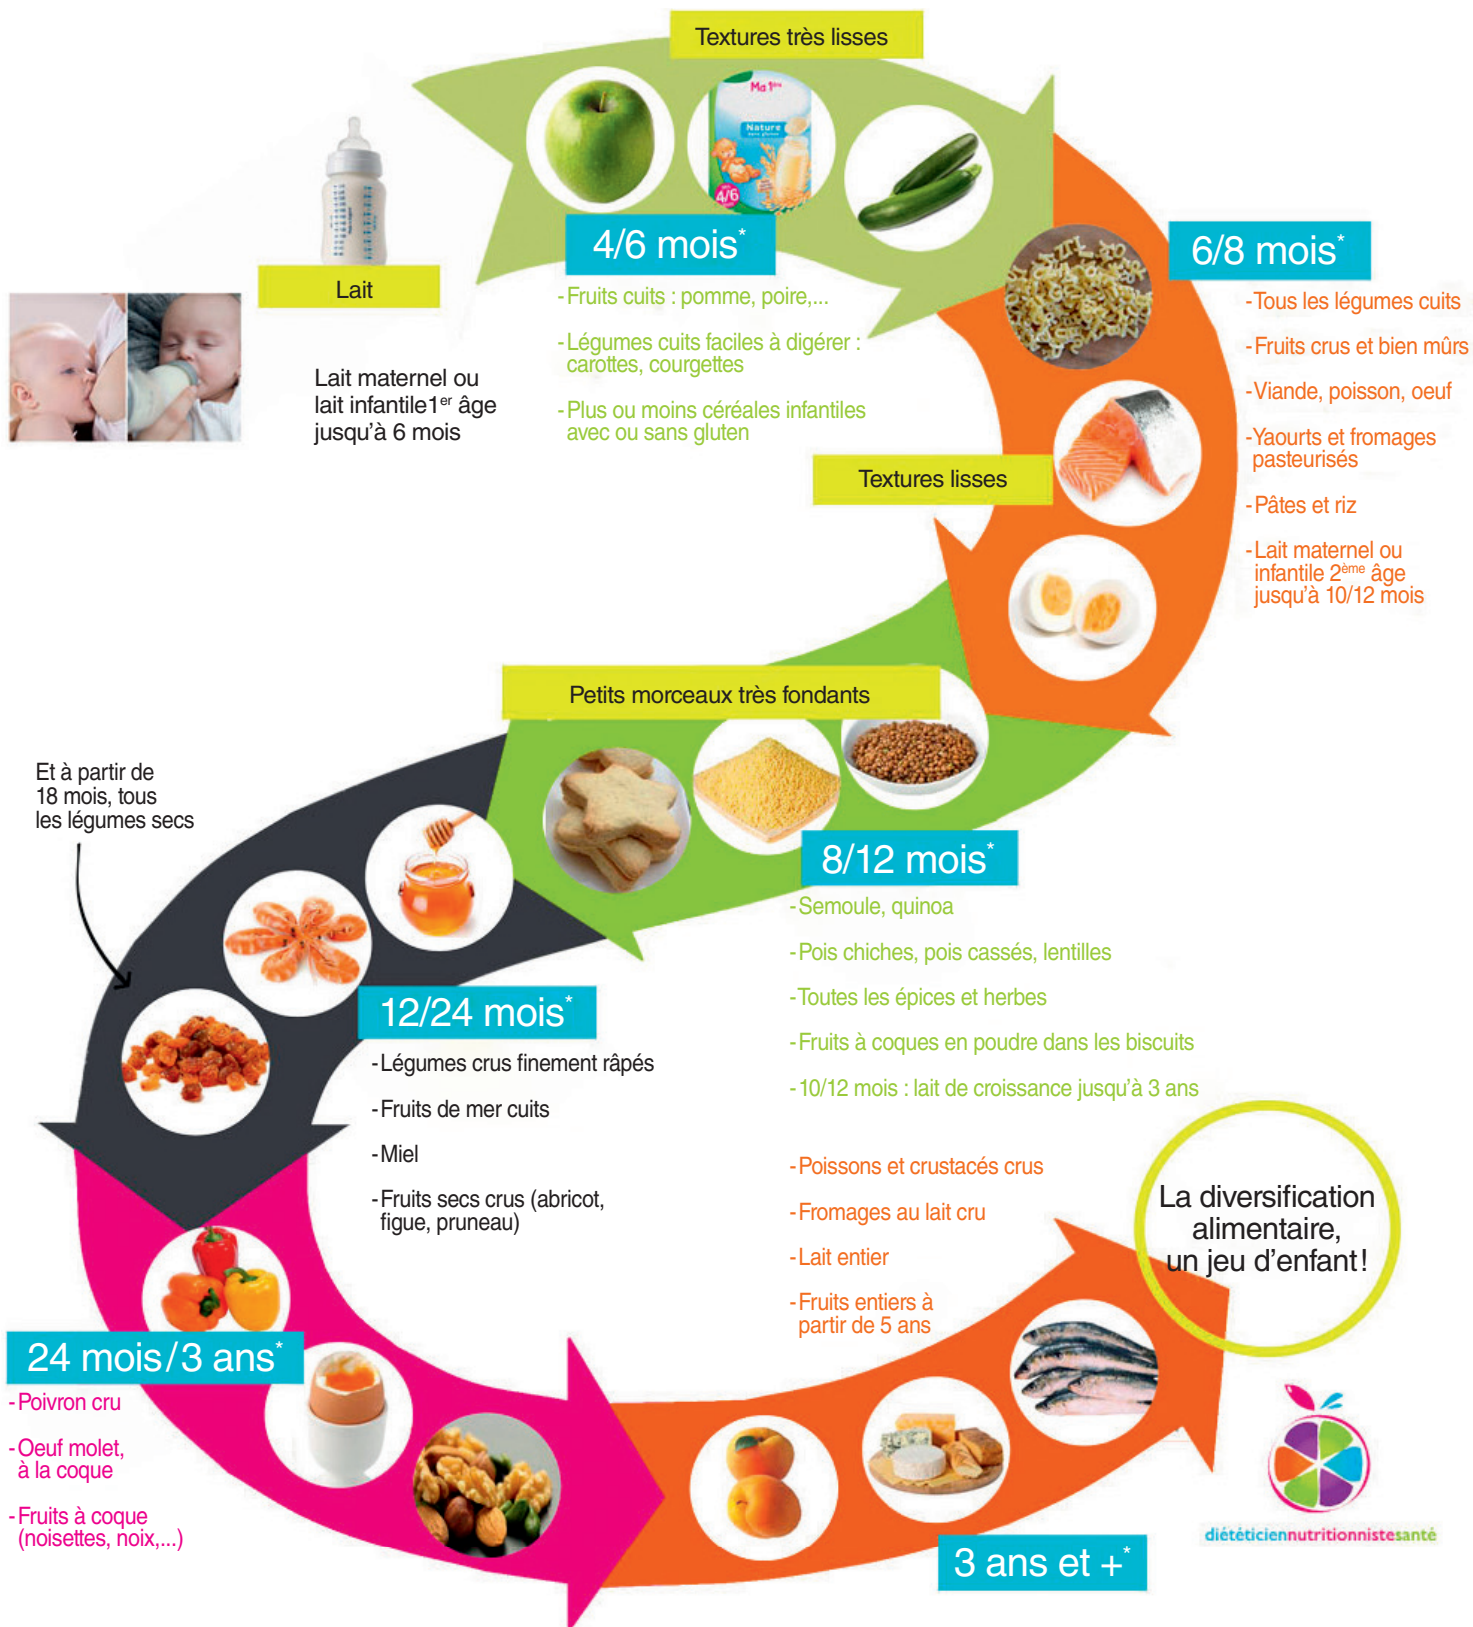 Textures très lisses
Ma 1ère
Nature
sans gluten
4/6
Lait
Lait maternel ou
lait infantile1er âge
jusqu'à 6 mois
4/6 mois*
- Fruits cuits : pomme, poire,...
- Légumes cuits faciles à digérer :
carottes, courgettes
- Plus ou moins céréales infantiles
avec ou sans gluten
6/8 mois*
- Tous les légumes cuits
- Fruits crus et bien mûrs
- Viande, poisson, oeuf
- Yaourts et fromages
pasteurisés
- Pâtes et riz
- Lait maternel ou
infantile 2ème âge
jusqu'à 10/12 mois
Textures lisses
Petits morceaux très fondants
8/12 mois*
- Semoule, quinoa
- Pois chiches, pois cassés, lentilles
- Toutes les épices et herbes
- Fruits à coques en poudre dans les biscuits
- 10/12 mois : lait de croissance jusqu'à 3 ans
Et à partir de
18 mois, tous
les légumes secs
12/24 mois*
- Légumes crus finement râpés
- Fruits de mer cuits
- Miel
- Fruits secs crus (abricot,
figue, pruneau)
24 mois/3 ans*
- Poivron cru
- Oeuf molet,
à la coque
- Fruits à coque
(noisettes, noix,...)
- Poissons et crustacés crus
- Fromages au lait cru
- Lait entier
- Fruits entiers à
partir de 5 ans
3 ans et +*
La diversification
alimentaire,
un jeu d'enfant!
diététiciennutritionnistesanté